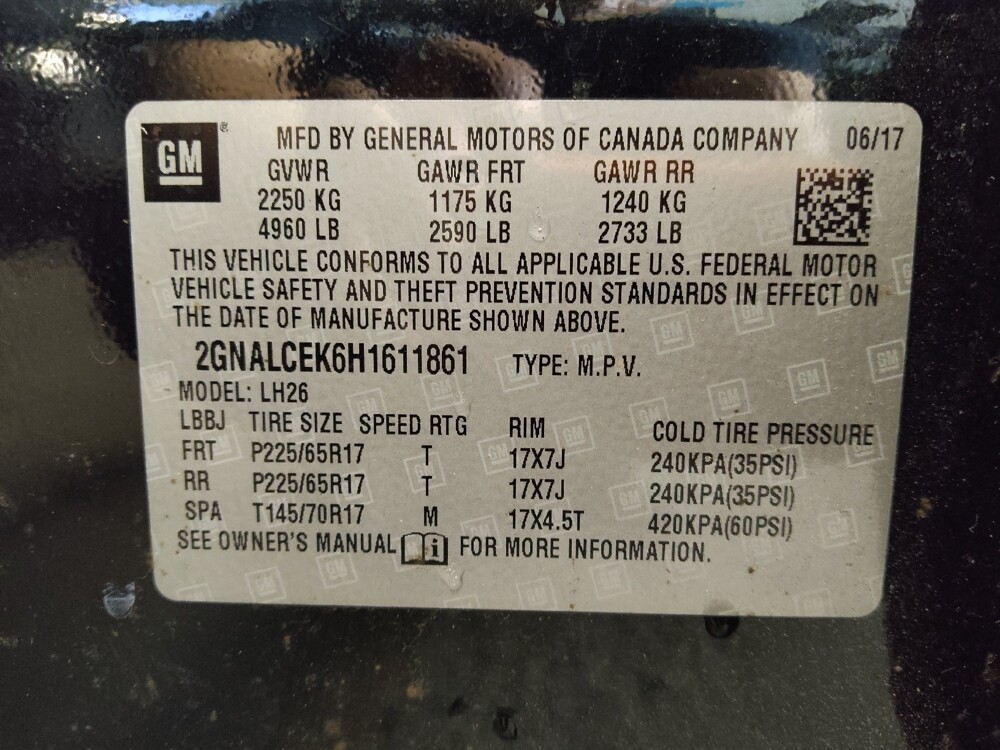 GM ®
MFD BY GENERAL MOTORS OF CANADA COMPANY 06/17
GVWR GAWR FRT GAWR RR
2250 KG 1175 KG 1240 KG
4960 LB 2590 LB 2733 LB
THIS VEHICLE CONFORMS TO ALL APPLICABLE U.S. FEDERAL MOTOR
VEHICLE SAFETY AND THEFT PREVENTION STANDARDS IN EFFECT ON
THE DATE OF MANUFACTURE SHOWN ABOVE.
2GNALCEK6H1611861 TYPE: M.P.V.
MODEL: LH26
LBBJ TIRE SIZE SPEED RTG RIM COLD TIRE PRESSURE
FRT P225/65R17 T 17X7J 240KPA(35PSI)
RR P225/65R17 T 17X7J 240KPA(35PSI)
SPA T145/70R17 M 17X4.5T 420KPA(60PSI)
SEE OWNER'S MANUAL i FOR MORE INFORMATION.